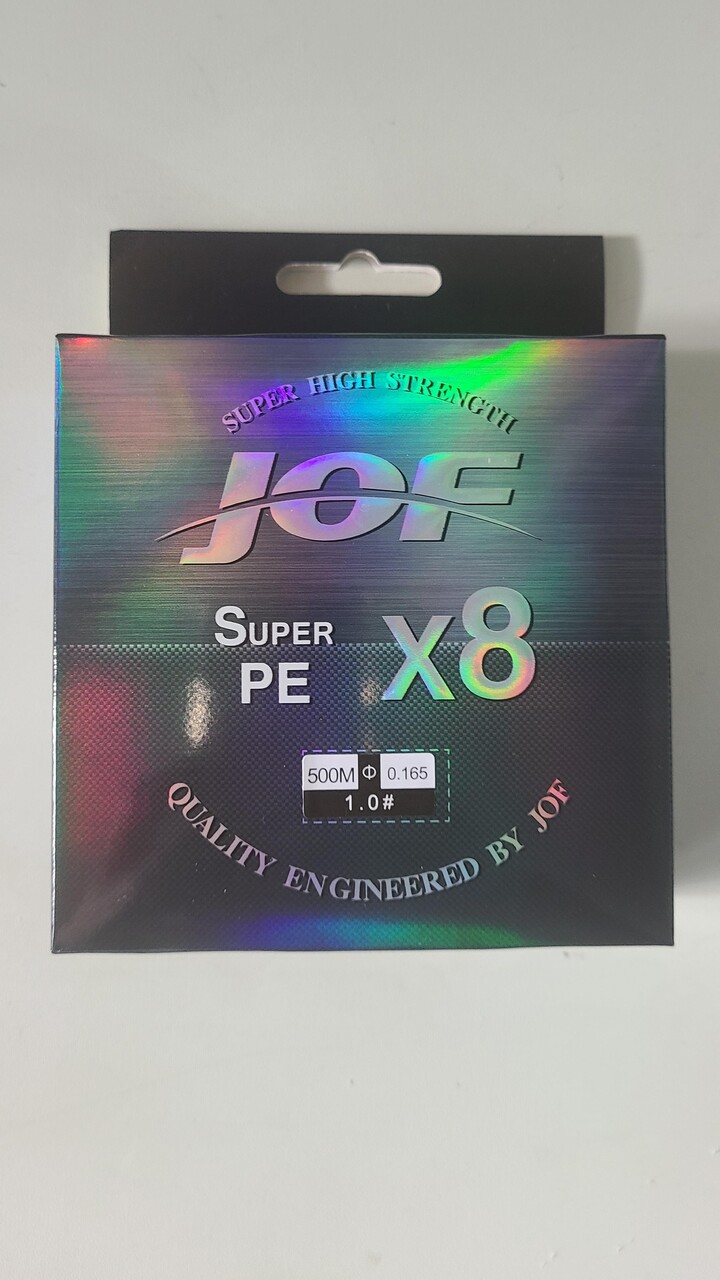 SUPER HIGH STRENGTH
JOF
SUPER PE X8
500M Φ 0.165
1.0#
QUALITY ENGINEERED BY JOF